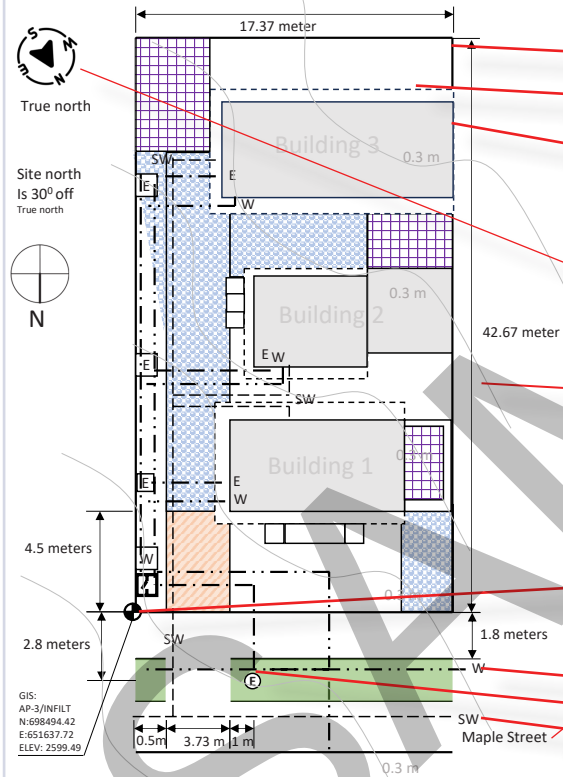 17.37 meter
S
W
E
N
True north
Site north
Is 30⁰ off
True north
N
Building 3
0.3 m
SW
E
E
W
42.67 meter
0.3 m
Building 2
E
E W
SW
Building 1
0.3m
E
E
W
4.5 meters
W
2.8 meters
SW
1.8 meters
W
E
GIS:
AP-3/INFILT
N:698494.42
E:651637.72
ELEV: 2599.49
0.5m
3.73 m
1 m
SW
Maple Street
0.3 m
SAM